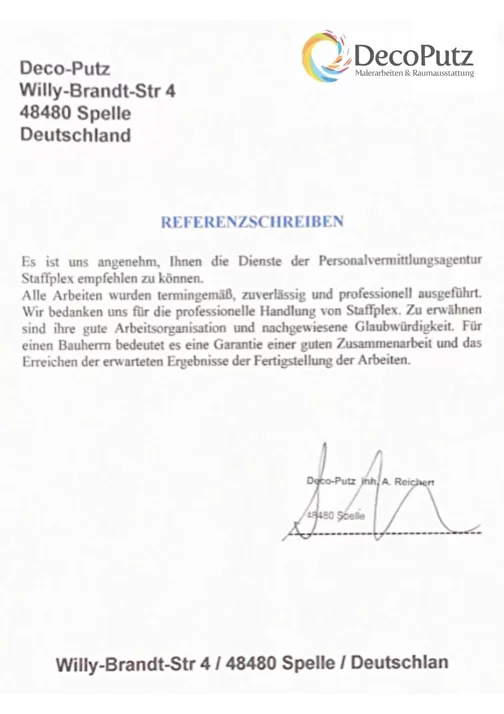 DecoPutz
Malerarbeiten & Raumausstattung
Deco-Putz
Willy-Brandt-Str 4
48480 Spelle
Deutschland
REFERENZSCHREIBEN
Es ist uns angenehm, Ihnen die Dienste der Personalvermittlungsagentur
Staffplex empfehlen zu können.
Alle Arbeiten wurden termingemäß, zuverlässig und professionell ausgeführt.
Wir bedanken uns für die professionelle Handlung von Staffplex. Zu erwähnen
sind ihre gute Arbeitsorganisation und nachgewiesene Glaubwürdigkeit. Für
einen Bauherrn bedeutet es eine Garantie einer guten Zusammenarbeit und das
Erreichen der erwarteten Ergebnisse der Fertigstellung der Arbeiten.
Deco-Putz Inh. A. Reichert
48480 Spelle
Willy-Brandt-Str 4 / 48480 Spelle / Deutschlan